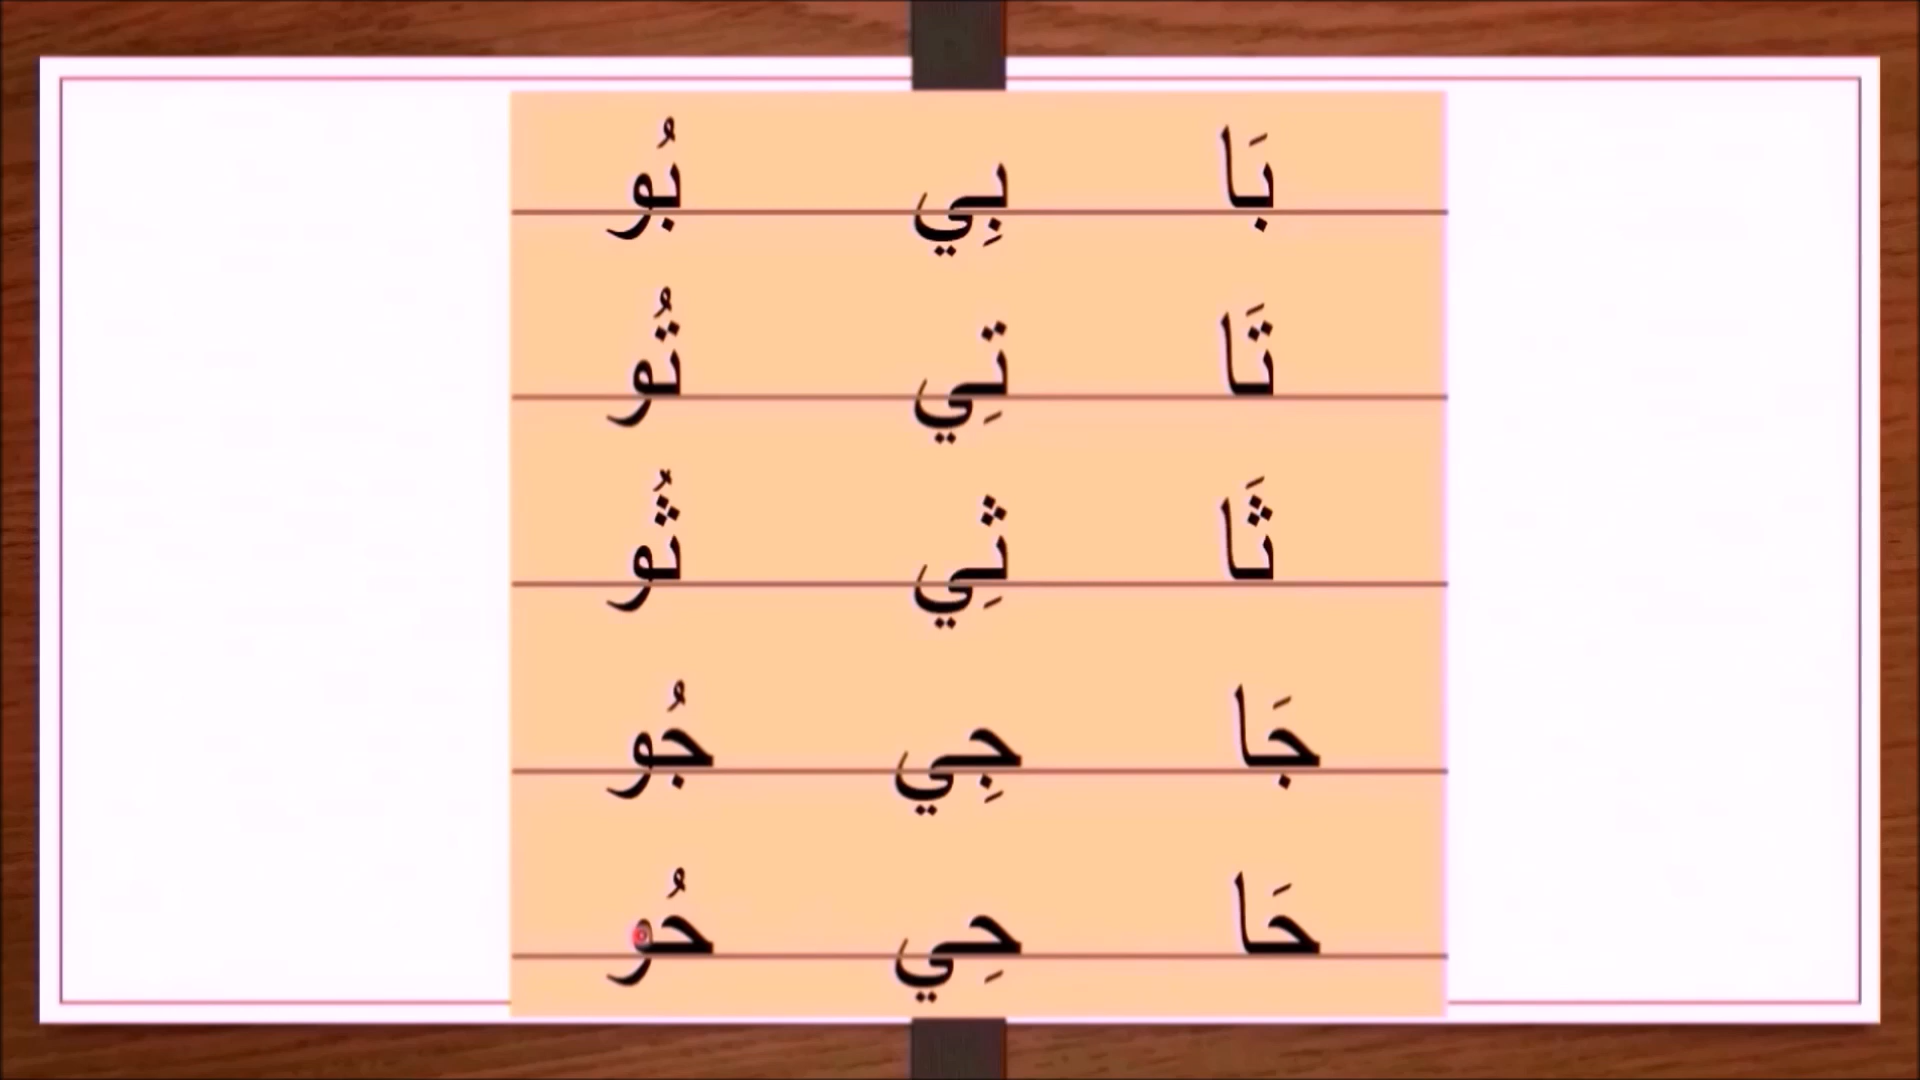 بَا بِي بُو
تَا تِي تُو
ثَا ثِي ثُو
جَا جِي جُو
حَا حِي حُو